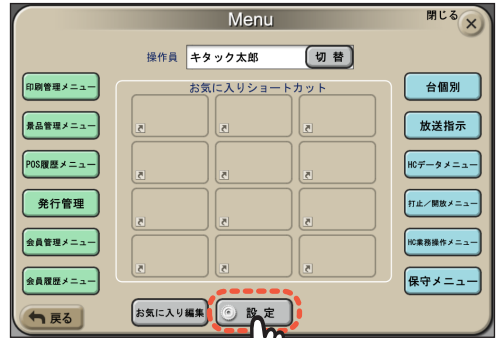 Menu
閉じる
操作員 キタック太郎 切替
お気に入りショートカット
印刷管理メニュー
景品管理メニュー
POS履歴メニュー
発行管理
会員管理メニュー
会員履歴メニュー
台個別
放送指示
HCデータメニュー
打止/開放メニュー
HC業務操作メニュー
保守メニュー
戻る
お気に入り編集
設定